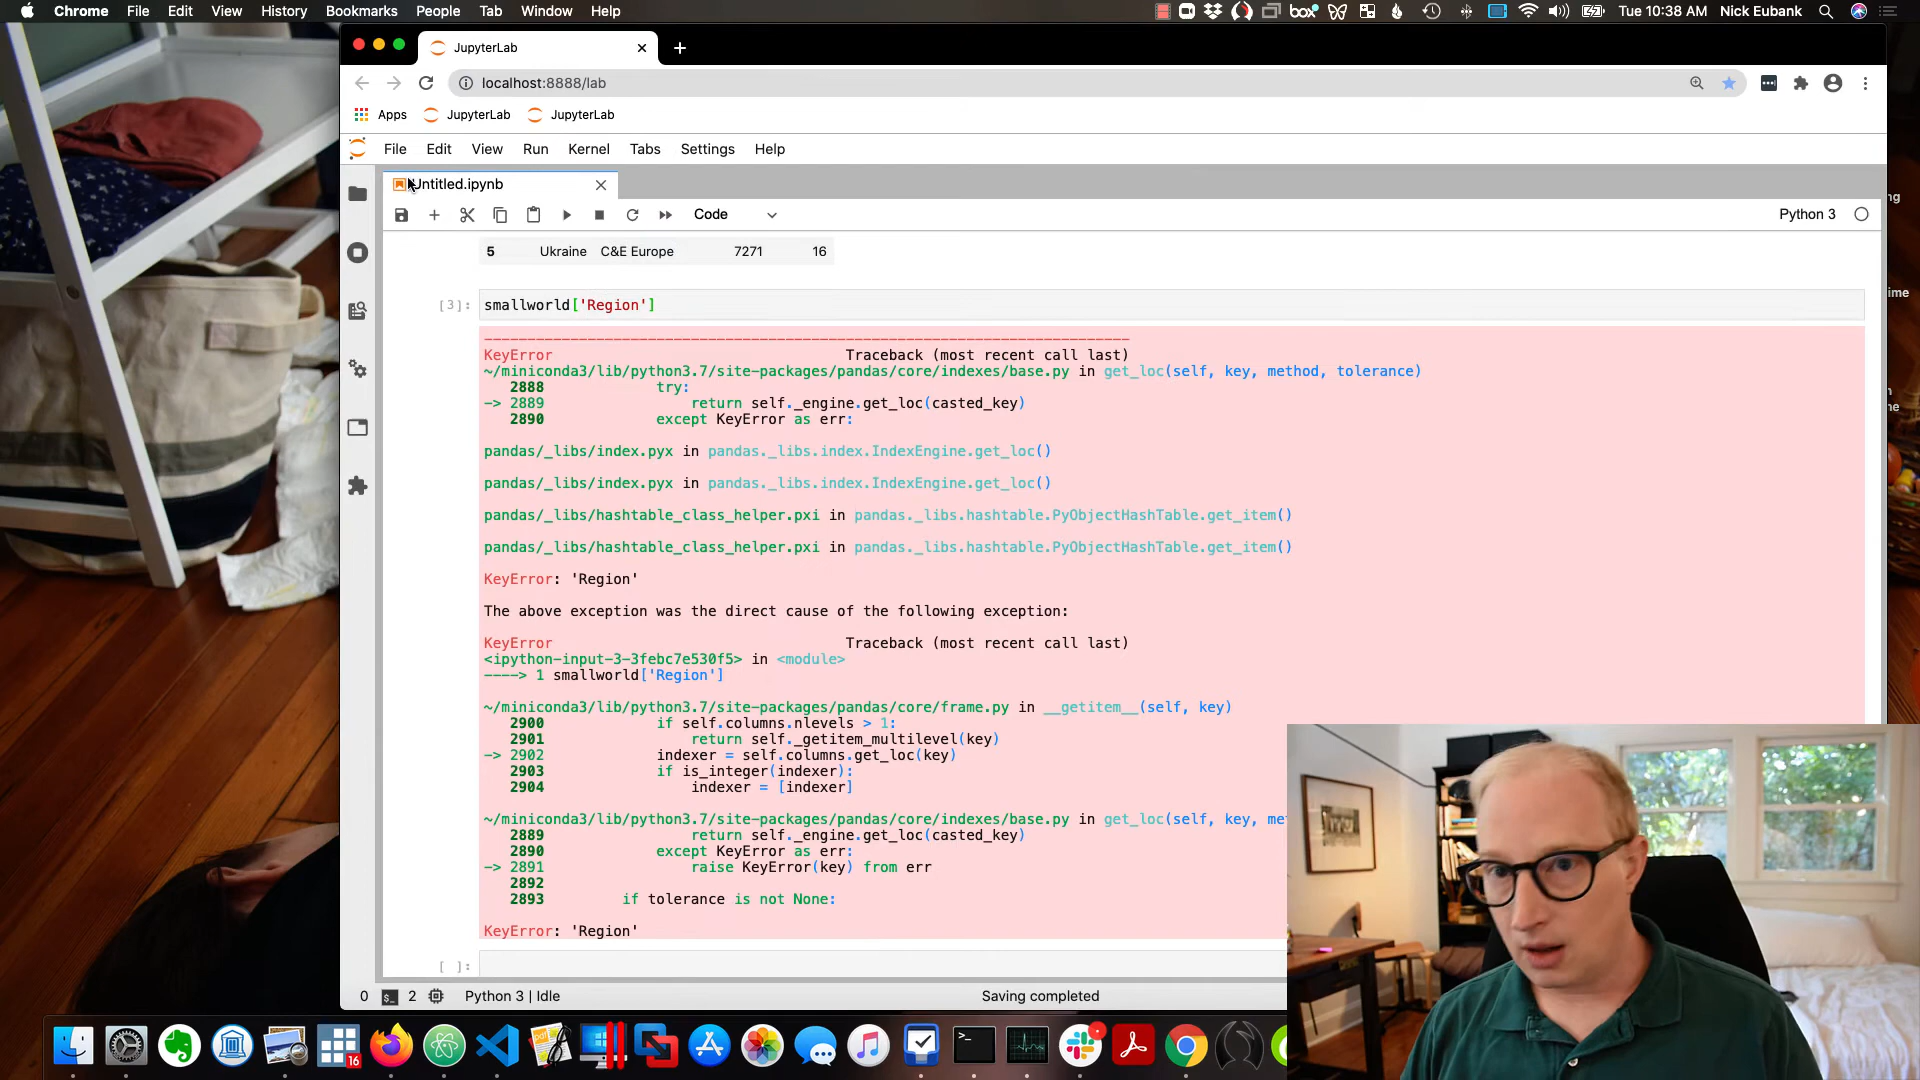 Chrome File Edit View History Bookmarks People Tab Window Help box Tue 10:38 AM Nick Eubank
JupyterLab
localhost:8888/lab
Apps JupyterLab JupyterLab
File Edit View Run Kernel Tabs Settings Help
Untitled.ipynb
Code Python 3
5 Ukraine C&E Europe 7271 16
[3]: smallworld['Region']
---------------------------------------------------------------------------
KeyError Traceback (most recent call last)
~/miniconda3/lib/python3.7/site-packages/pandas/core/indexes/base.py in get_loc(self, key, method, tolerance)
2888 try:
-> 2889 return self._engine.get_loc(casted_key)
2890 except KeyError as err:
pandas/_libs/index.pyx in pandas._libs.index.IndexEngine.get_loc()
pandas/_libs/index.pyx in pandas._libs.index.IndexEngine.get_loc()
pandas/_libs/hashtable_class_helper.pxi in pandas._libs.hashtable.PyObjectHashTable.get_item()
pandas/_libs/hashtable_class_helper.pxi in pandas._libs.hashtable.PyObjectHashTable.get_item()
KeyError: 'Region'
The above exception was the direct cause of the following exception:
KeyError Traceback (most recent call last)
<ipython-input-3-3febc7e530f5> in <module>
----> 1 smallworld['Region']
~/miniconda3/lib/python3.7/site-packages/pandas/core/frame.py in __getitem__(self, key)
2900 if self.columns.nlevels > 1:
2901 return self._getitem_multilevel(key)
-> 2902 indexer = self.columns.get_loc(key)
2903 if is_integer(indexer):
2904 indexer = [indexer]
~/miniconda3/lib/python3.7/site-packages/pandas/core/indexes/base.py in get_loc(self, key, me
2889 return self._engine.get_loc(casted_key)
2890 except KeyError as err:
-> 2891 raise KeyError(key) from err
2892
2893 if tolerance is not None:
KeyError: 'Region'
[ ]:
0 $_ 2 Python 3 | Idle Saving completed
16